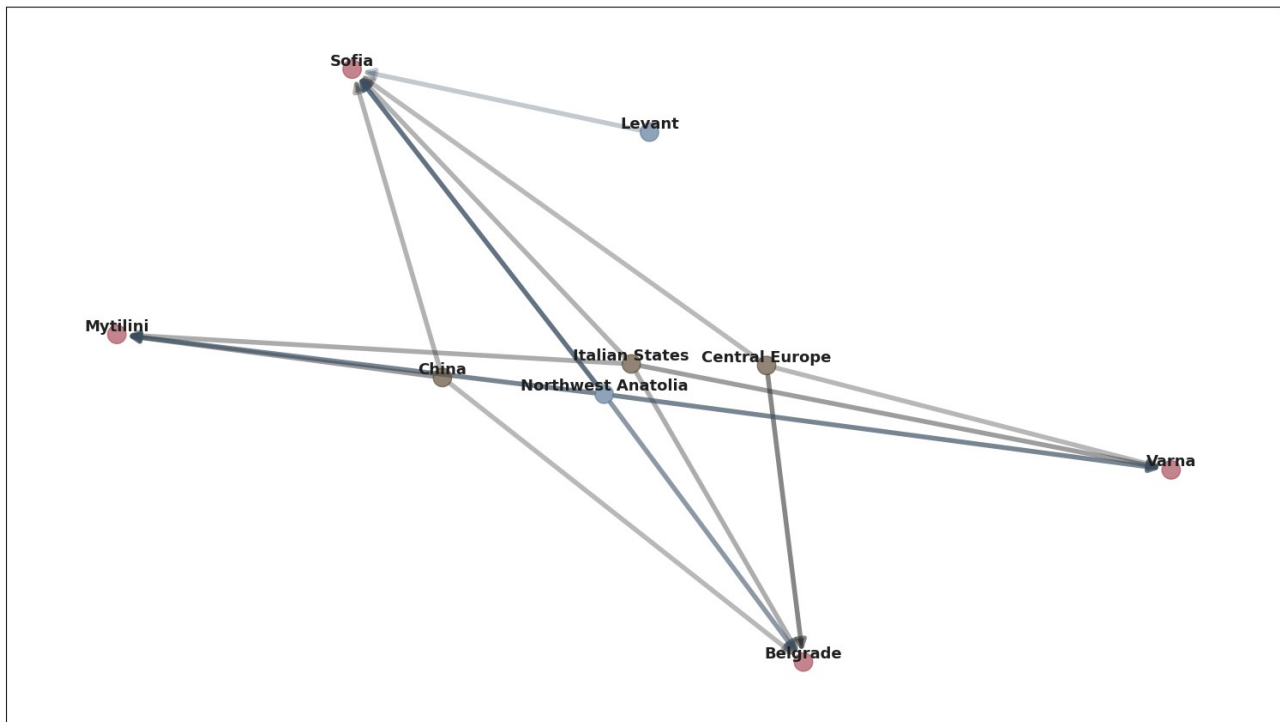 Sofia
Levant
Mytilini
Italian States
Central Europe
China
Northwest Anatolia
Varna
Belgrade